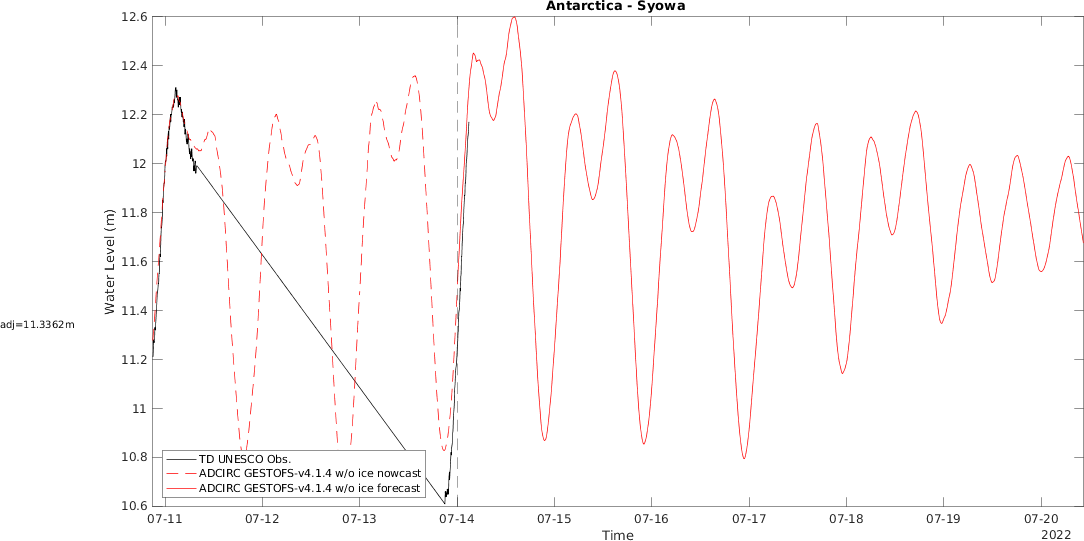 Antarctica - Syowa
12.6
12.4
12.2
12
11.8
11.6
11.4
11.2
11
10.8
10.6
Water Level (m)
adj=11.3362m
TD UNESCO Obs.
ADCIRC GESTOFS-v4.1.4 w/o ice nowcast
ADCIRC GESTOFS-v4.1.4 w/o ice forecast
07-11 07-12 07-13 07-14 07-15 07-16 07-17 07-18 07-19 07-20
2022
Time